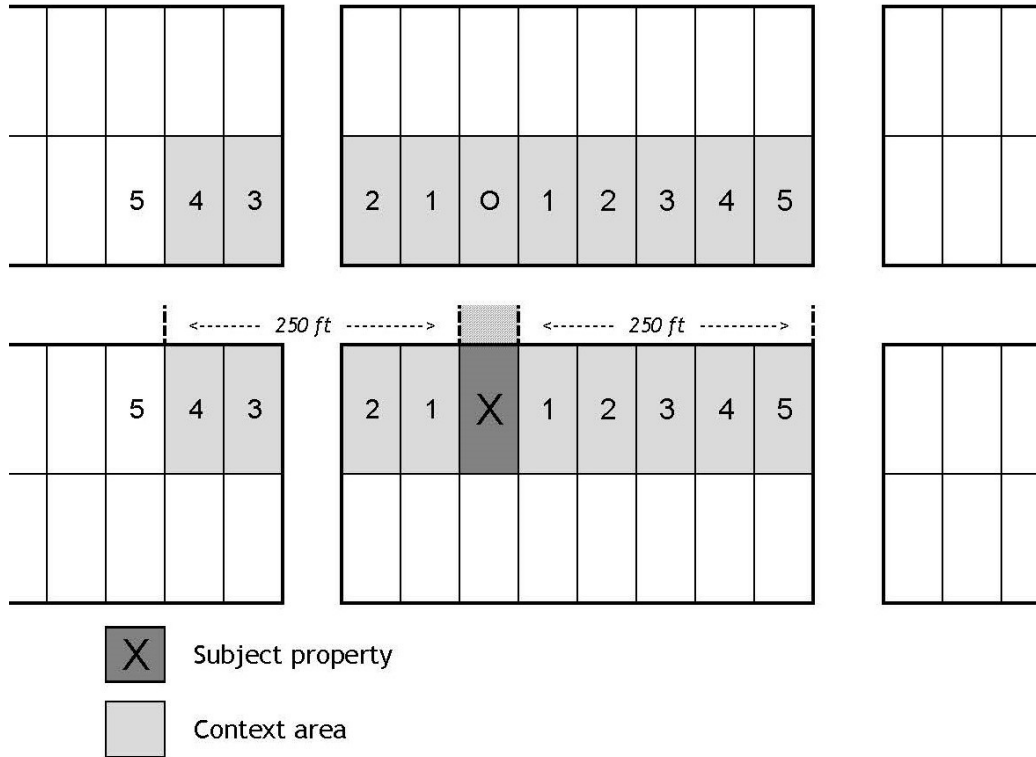 5 4 3 2 1 O 1 2 3 4 5
<-------- 250 ft --------> <-------- 250 ft -------->
5 4 3 2 1 X 1 2 3 4 5
X Subject property
Context area